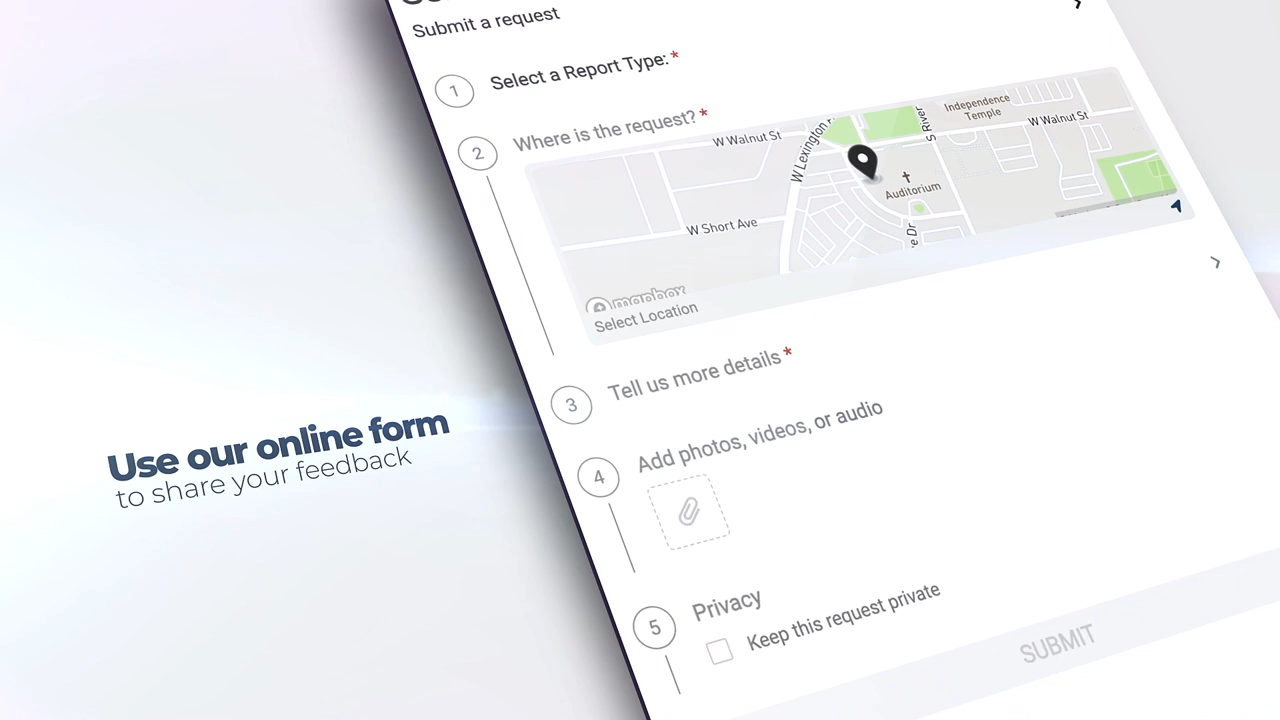 Submit a request
1 Select a Report Type: *
2 Where is the request? *
W Walnut St
W Lexington
S River
Independence
Temple
W Walnut St
Auditorium
W Short Ave
e Dr
mapbox
Select Location
3 Tell us more details *
4 Add photos, videos, or audio
Use our online form
to share your feedback
5 Privacy
Keep this request private
SUBMIT